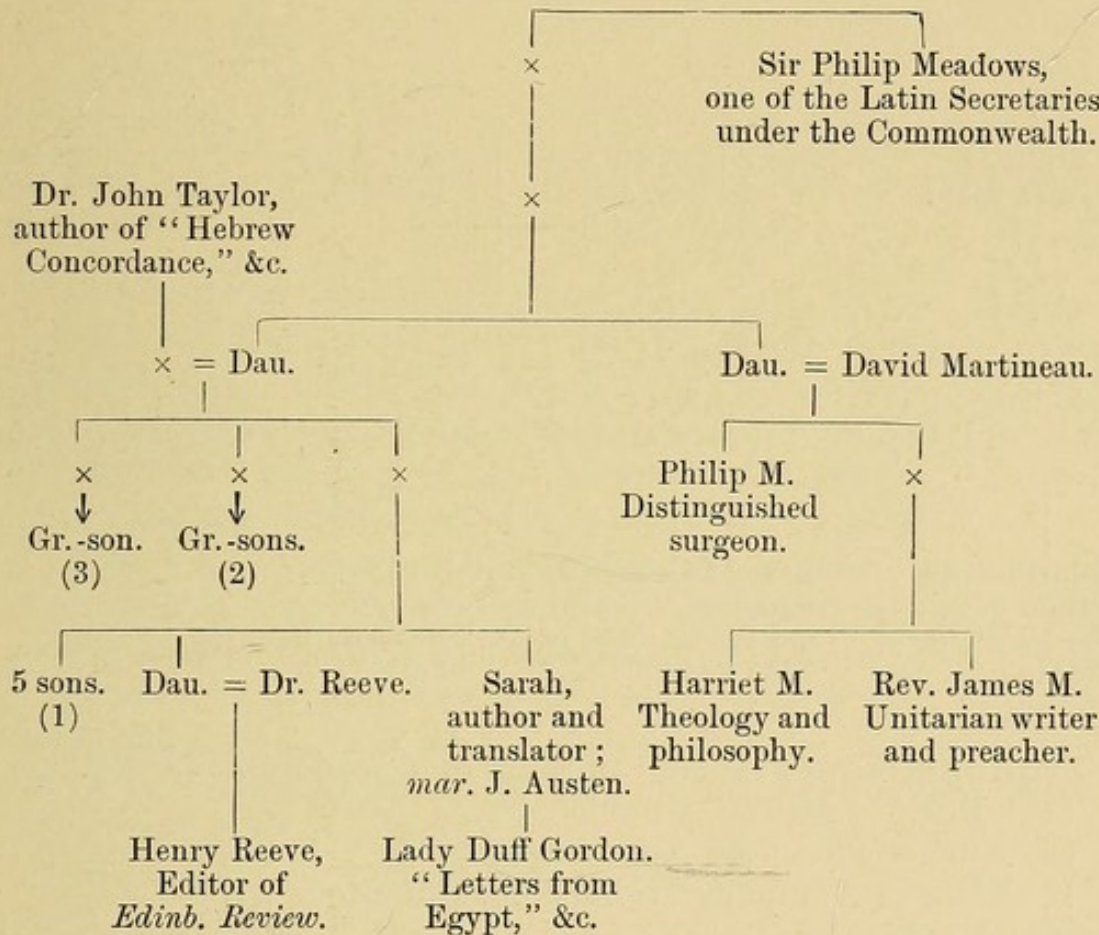 ×
Sir Philip Meadows,
one of the Latin Secretaries
under the Commonwealth.
Dr. John Taylor,
author of “ Hebrew
Concordance,” &c.
×
× = Dau.
Dau. = David Martineau.
×
×
×
Philip M.
Distinguished
surgeon.
×
Gr.-son.
(3)
Gr.-sons.
(2)
5 sons.
(1)
Dau. = Dr. Reeve.
Sarah,
author and
translator ;
mar. J. Austen.
Harriet M.
Theology and
philosophy.
Rev. James M.
Unitarian writer
and preacher.
Henry Reeve,
Editor of
Edinb. Review.
Lady Duff Gordon.
“ Letters from
Egypt,” &c.